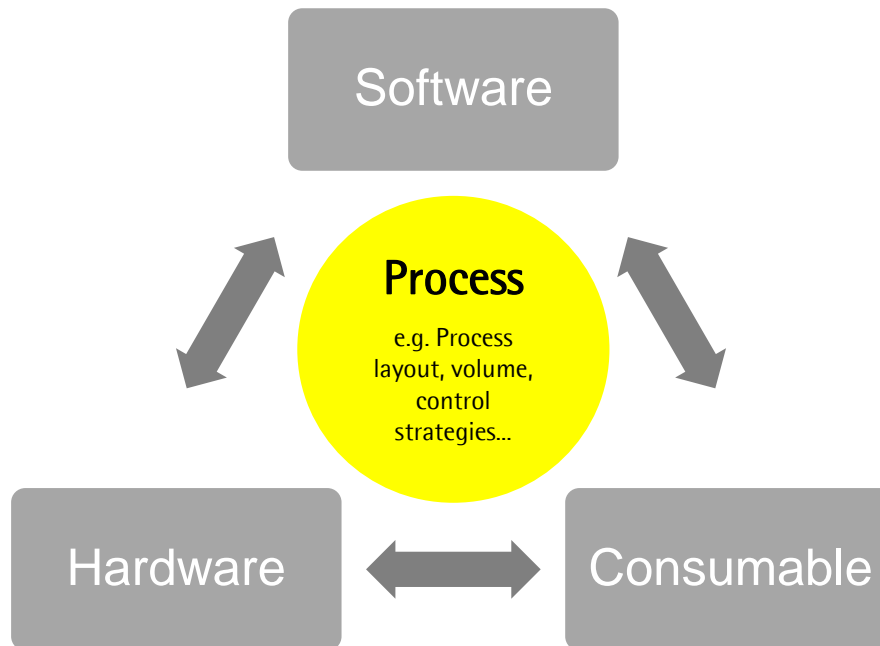 Software
Process
e.g. Process
layout, volume,
control
strategies...
Hardware
Consumable